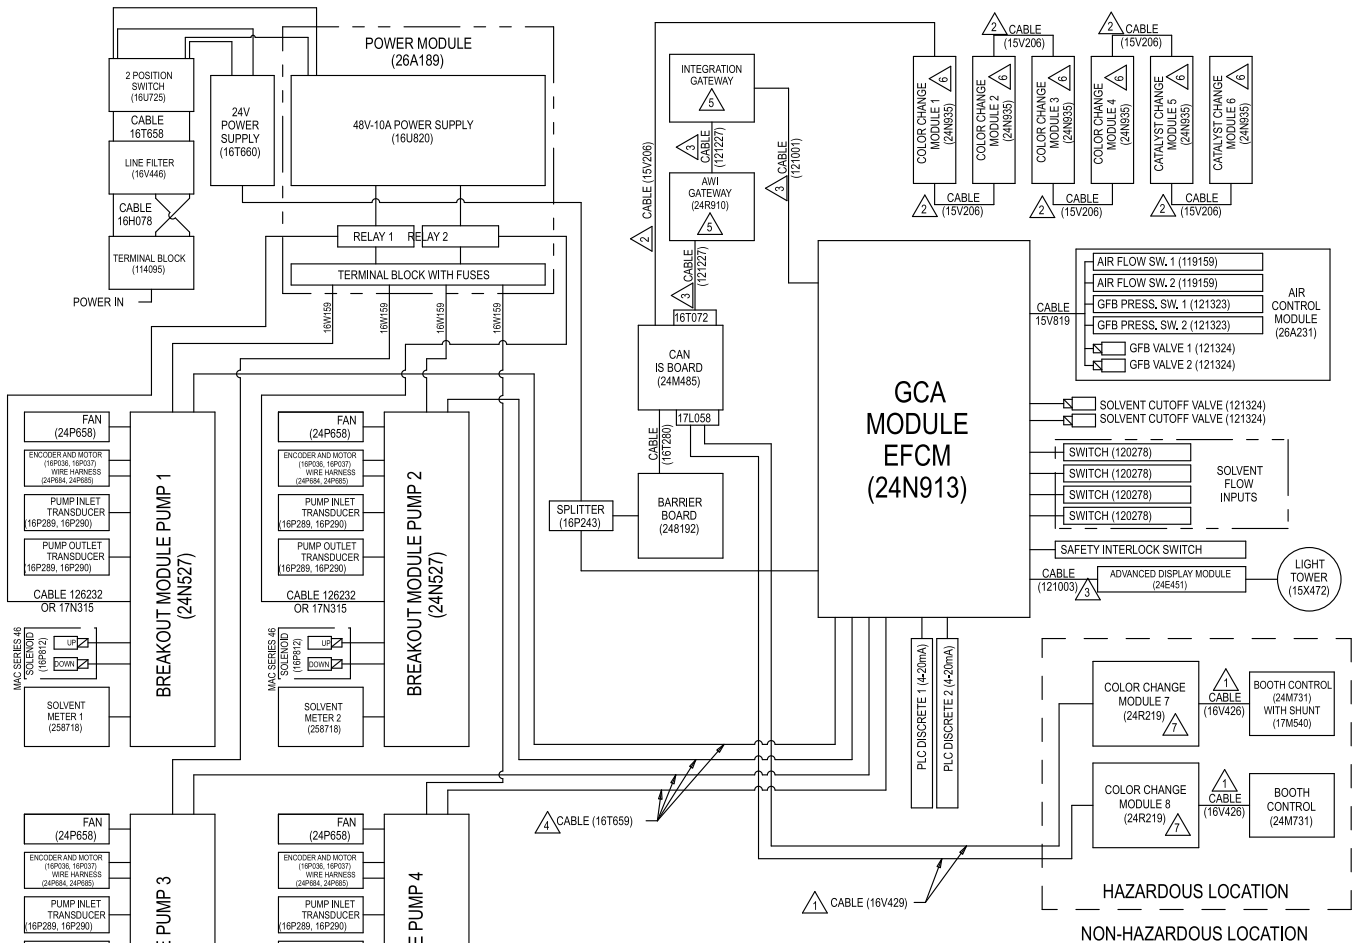 POWER MODULE
(26A189)
2 POSITION
SWITCH
(16U725)
CABLE
16T658
LINE FILTER
(16V446)
CABLE
16H078
TERMINAL BLOCK
(114095)
POWER IN
24V
POWER
SUPPLY
(16T660)
48V-10A POWER SUPPLY
(16U820)
RELAY 1
RELAY 2
TERMINAL BLOCK WITH FUSES
16W159
16W159
16W159
16W159
FAN
(24P658)
ENCODER AND MOTOR
(16P036, 16P037)
WIRE HARNESS
(24P684, 24P685)
PUMP INLET
TRANSDUCER
(16P289, 16P290)
PUMP OUTLET
TRANSDUCER
(16P289, 16P290)
CABLE 126232
OR 17N315
MAC SERIES 46
SOLENOID
(16P812)
UP
DOWN
SOLVENT
METER 1
(258718)
BREAKOUT MODULE PUMP 1
(24N527)
FAN
(24P658)
ENCODER AND MOTOR
(16P036, 16P037)
WIRE HARNESS
(24P684, 24P685)
PUMP INLET
TRANSDUCER
(16P289, 16P290)
PUMP OUTLET
TRANSDUCER
(16P289, 16P290)
CABLE 126232
OR 17N315
MAC SERIES 46
SOLENOID
(16P812)
UP
DOWN
SOLVENT
METER 2
(258718)
BREAKOUT MODULE PUMP 2
(24N527)
FAN
(24P658)
ENCODER AND MOTOR
(16P036, 16P037)
WIRE HARNESS
(24P684, 24P685)
PUMP INLET
TRANSDUCER
(16P289, 16P290)
PUMP 3
FAN
(24P658)
ENCODER AND MOTOR
(16P036, 16P037)
WIRE HARNESS
(24P684, 24P685)
PUMP INLET
TRANSDUCER
(16P289, 16P290)
PUMP 4
4 CABLE (16T659)
INTEGRATION
GATEWAY
5
3 CABLE
(121227)
3 CABLE
(121001)
AWI
GATEWAY
(24R910)
5
3 CABLE
(121227)
2 CABLE (15V206)
16T072
CAN
IS BOARD
(24M485)
17L058
CABLE
(16T280)
SPLITTER
(16P243)
BARRIER
BOARD
(248192)
2 CABLE
(15V206)
2 CABLE
(15V206)
COLOR CHANGE
MODULE 1
(24N935)
6
COLOR CHANGE
MODULE 2
(24N935)
6
COLOR CHANGE
MODULE 3
(24N935)
6
COLOR CHANGE
MODULE 4
(24N935)
6
CATALYST CHANGE
MODULE 5
(24N935)
6
CATALYST CHANGE
MODULE 6
(24N935)
6
2 CABLE
(15V206)
2 CABLE
(15V206)
2 CABLE
(15V206)
GCA
MODULE
EFCM
(24N913)
CABLE
15V819
AIR FLOW SW. 1 (119159)
AIR FLOW SW. 2 (119159)
GFB PRESS. SW. 1 (121323)
GFB PRESS. SW. 2 (121323)
GFB VALVE 1 (121324)
GFB VALVE 2 (121324)
AIR
CONTROL
MODULE
(26A231)
SOLVENT CUTOFF VALVE (121324)
SOLVENT CUTOFF VALVE (121324)
SWITCH (120278)
SWITCH (120278)
SWITCH (120278)
SWITCH (120278)
SOLVENT
FLOW
INPUTS
SAFETY INTERLOCK SWITCH
CABLE
(121003) 3
ADVANCED DISPLAY MODULE
(24E451)
LIGHT
TOWER
(15X472)
PLC DISCRETE 1 (4-20mA)
PLC DISCRETE 2 (4-20mA)
COLOR CHANGE
MODULE 7
(24R219)
7
1
CABLE
(16V426)
BOOTH CONTROL
(24M731)
WITH SHUNT
(17M540)
COLOR CHANGE
MODULE 8
(24R219)
7
1
CABLE
(16V426)
BOOTH
CONTROL
(24M731)
1 CABLE (16V429)
HAZARDOUS LOCATION
NON-HAZARDOUS LOCATION